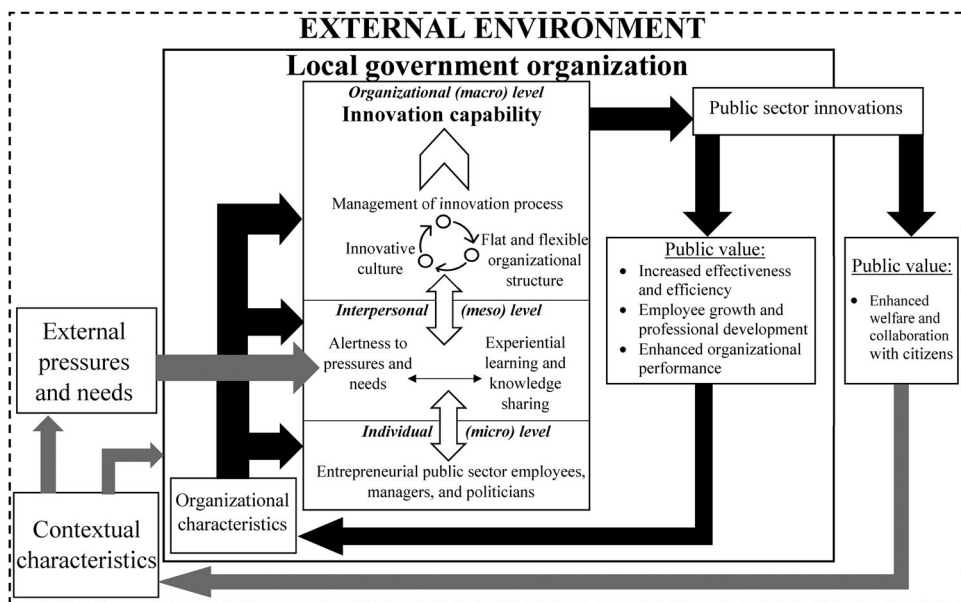 EXTERNAL ENVIRONMENT
Local government organization
Organizational (macro) level
Innovation capability
Management of innovation process
Innovative
culture
Flat and flexible
organizational
structure
Interpersonal (meso) level
Alertness to
pressures and
needs
Experiential
learning and
knowledge
sharing
Individual (micro) level
Entrepreneurial public sector employees,
managers, and politicians
Public sector innovations
Public value:
• Increased effectiveness
and efficiency
• Employee growth and
professional development
• Enhanced organizational
performance
Public value:
• Enhanced
welfare and
collaboration
with citizens
External
pressures
and needs
Contextual
characteristics
Organizational
characteristics